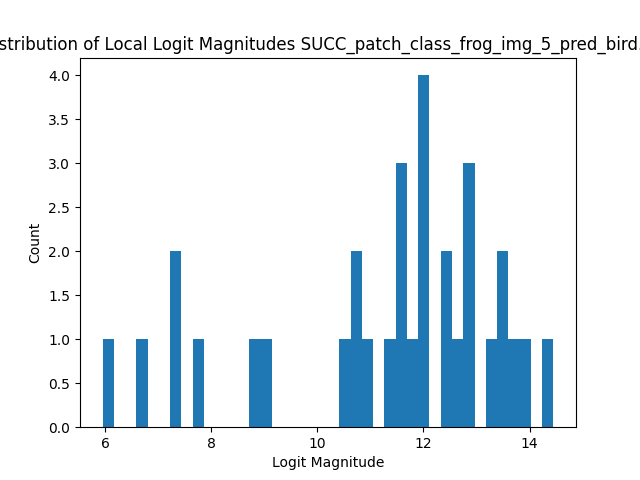 stribution of Local Logit Magnitudes SUCC_patch_class_frog_img_5_pred_bird.
4.0
3.5
3.0
2.5
2.0
1.5
1.0
0.5
0.0
Count
6 8 10 12 14
Logit Magnitude